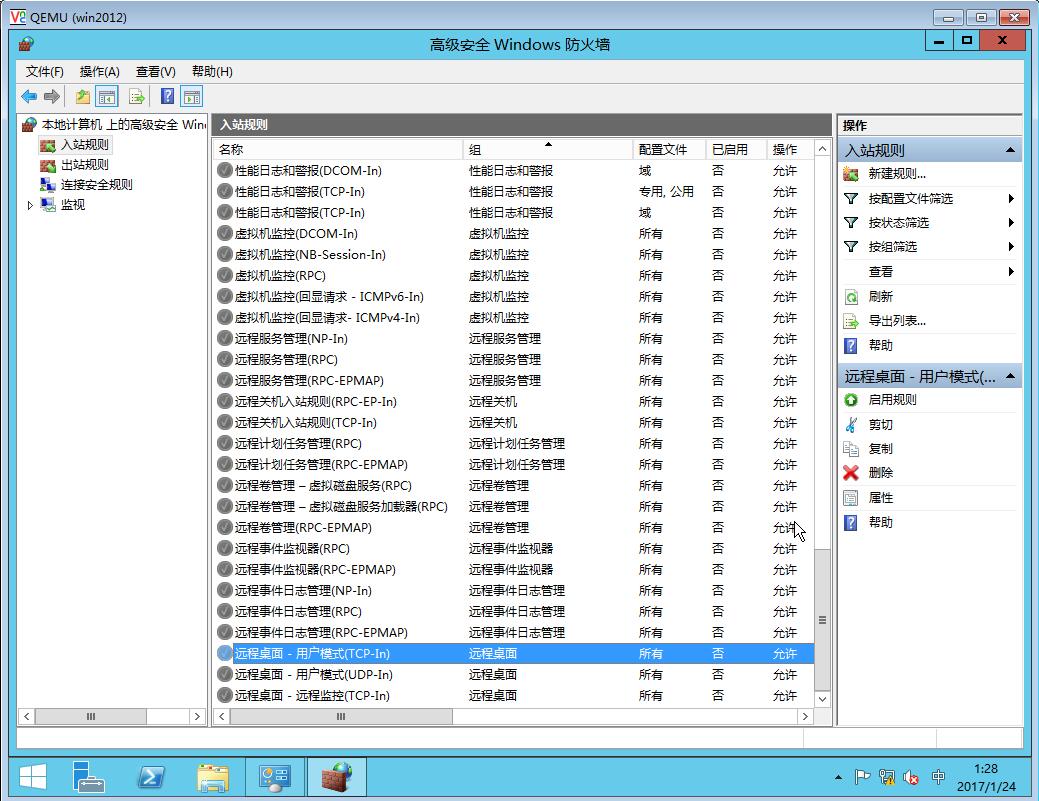 QEMU (win2012)
高级安全 Windows 防火墙
文件(F) 操作(A) 查看(V) 帮助(H)
本地计算机 上的高级安全 Win
入站规则
出站规则
连接安全规则
监视
入站规则
名称 组 配置文件 已启用 操作
性能日志和警报(DCOM-In) 性能日志和警报 域 否 允许
性能日志和警报(TCP-In) 性能日志和警报 专用, 公用 否 允许
性能日志和警报(TCP-In) 性能日志和警报 域 否 允许
虚拟机监控(DCOM-In) 虚拟机监控 所有 否 允许
虚拟机监控(NB-Session-In) 虚拟机监控 所有 否 允许
虚拟机监控(RPC) 虚拟机监控 所有 否 允许
虚拟机监控(回显请求 - ICMPv6-In) 虚拟机监控 所有 否 允许
虚拟机监控(回显请求- ICMPv4-In) 虚拟机监控 所有 否 允许
远程服务管理(NP-In) 远程服务管理 所有 否 允许
远程服务管理(RPC) 远程服务管理 所有 否 允许
远程服务管理(RPC-EPMAP) 远程服务管理 所有 否 允许
远程关机入站规则(RPC-EP-In) 远程关机 所有 否 允许
远程关机入站规则(TCP-In) 远程关机 所有 否 允许
远程计划任务管理(RPC) 远程计划任务管理 所有 否 允许
远程计划任务管理(RPC-EPMAP) 远程计划任务管理 所有 否 允许
远程卷管理 – 虚拟磁盘服务(RPC) 远程卷管理 所有 否 允许
远程卷管理 – 虚拟磁盘服务加载器(RPC) 远程卷管理 所有 否 允许
远程卷管理(RPC-EPMAP) 远程卷管理 所有 否 允许
远程事件监视器(RPC) 远程事件监视器 所有 否 允许
远程事件监视器(RPC-EPMAP) 远程事件监视器 所有 否 允许
远程事件日志管理(NP-In) 远程事件日志管理 所有 否 允许
远程事件日志管理(RPC) 远程事件日志管理 所有 否 允许
远程事件日志管理(RPC-EPMAP) 远程事件日志管理 所有 否 允许
远程桌面 - 用户模式(TCP-In) 远程桌面 所有 否 允许
远程桌面 - 用户模式(UDP-In) 远程桌面 所有 否 允许
远程桌面 - 远程监控(TCP-In) 远程桌面 所有 否 允许
操作
入站规则
新建规则...
按配置文件筛选
按状态筛选
按组筛选
查看
刷新
导出列表...
帮助
远程桌面 - 用户模式(...
启用规则
剪切
复制
删除
属性
帮助
中
1:28
2017/1/24